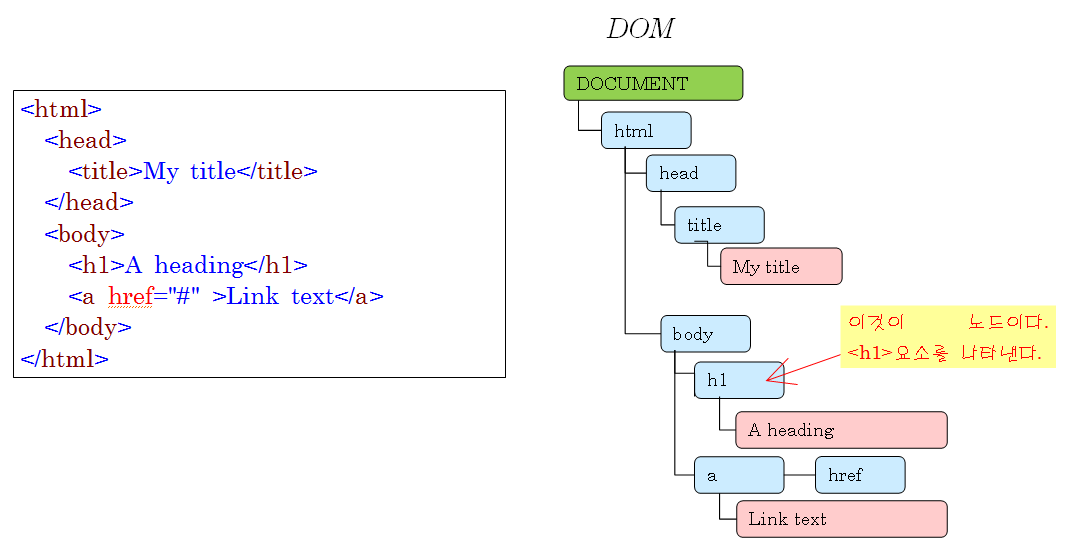 DOM
<html>
<head>
<title>My title</title>
</head>
<body>
<h1>A heading</h1>
<a href="#" >Link text</a>
</body>
</html>
DOCUMENT
html
head
title
My title
body
이것이 노드이다.
<h1>요소를 나타낸다.
h1
A heading
a href
Link text